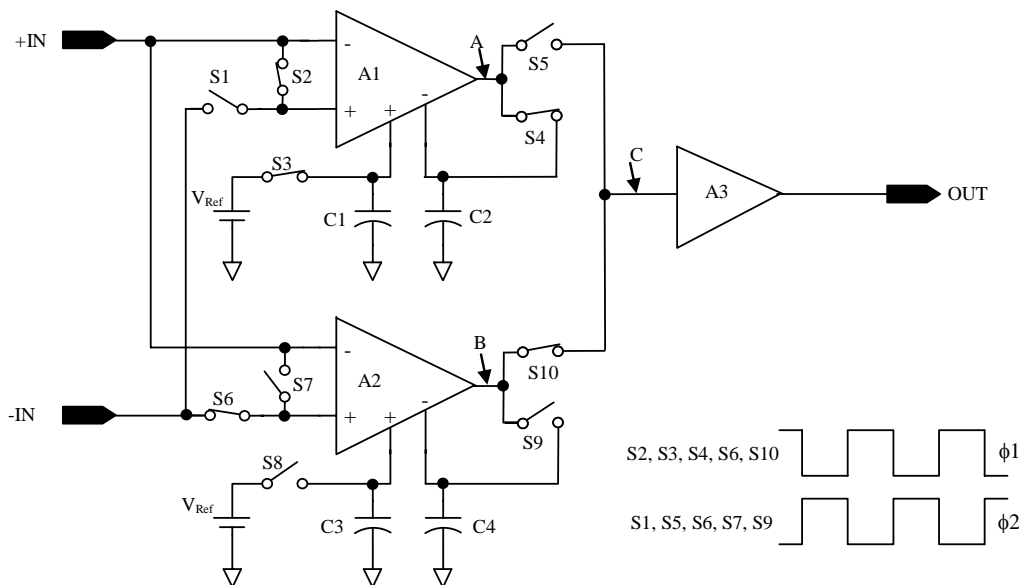 +IN
S1
S2
-
+
A1
+
-
A
S5
S4
S3
VRef
C1
C2
C
A3
OUT
-IN
S6
S7
-
+
A2
+
-
B
S10
S9
S8
VRef
C3
C4
S2, S3, S4, S6, S10
ϕ1
S1, S5, S6, S7, S9
ϕ2